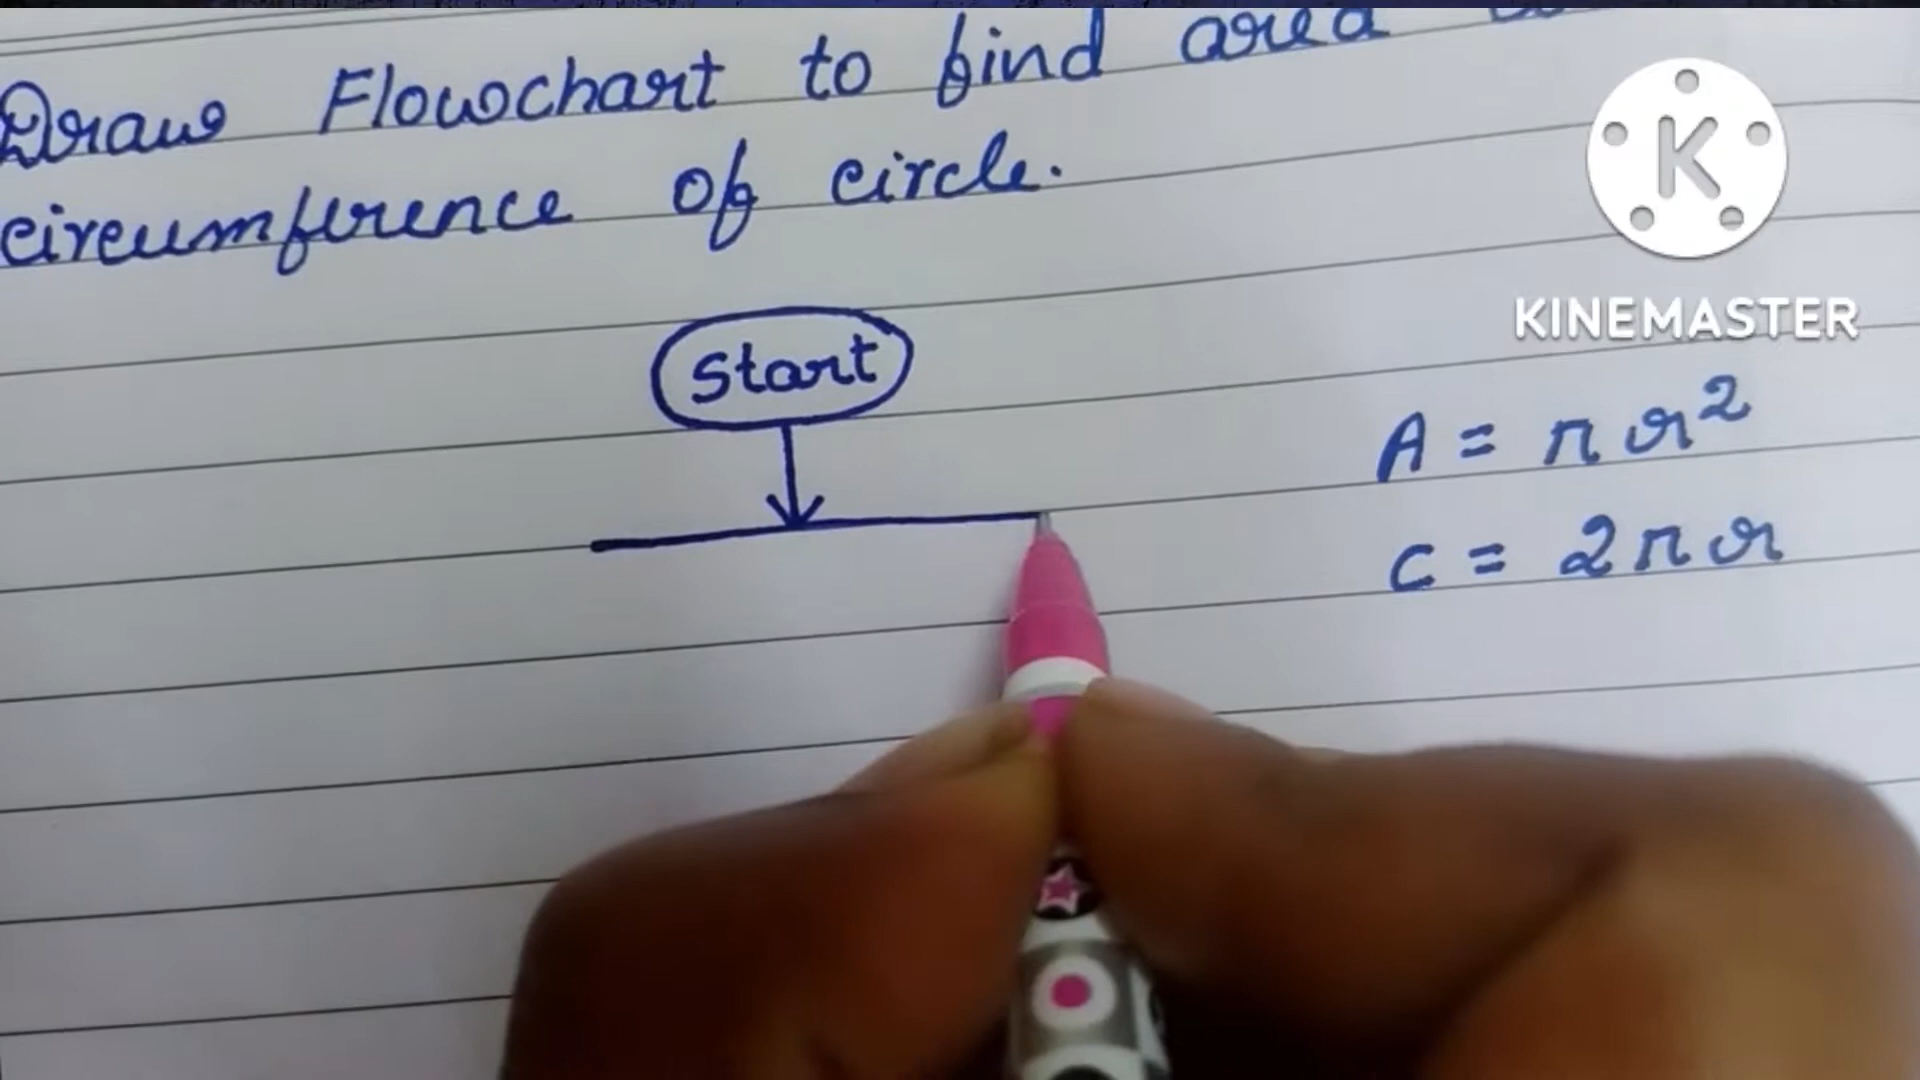 Draw Flowchart to find area
circumference of circle.
K
KINEMASTER
Start
A = πr²
C = 2πr